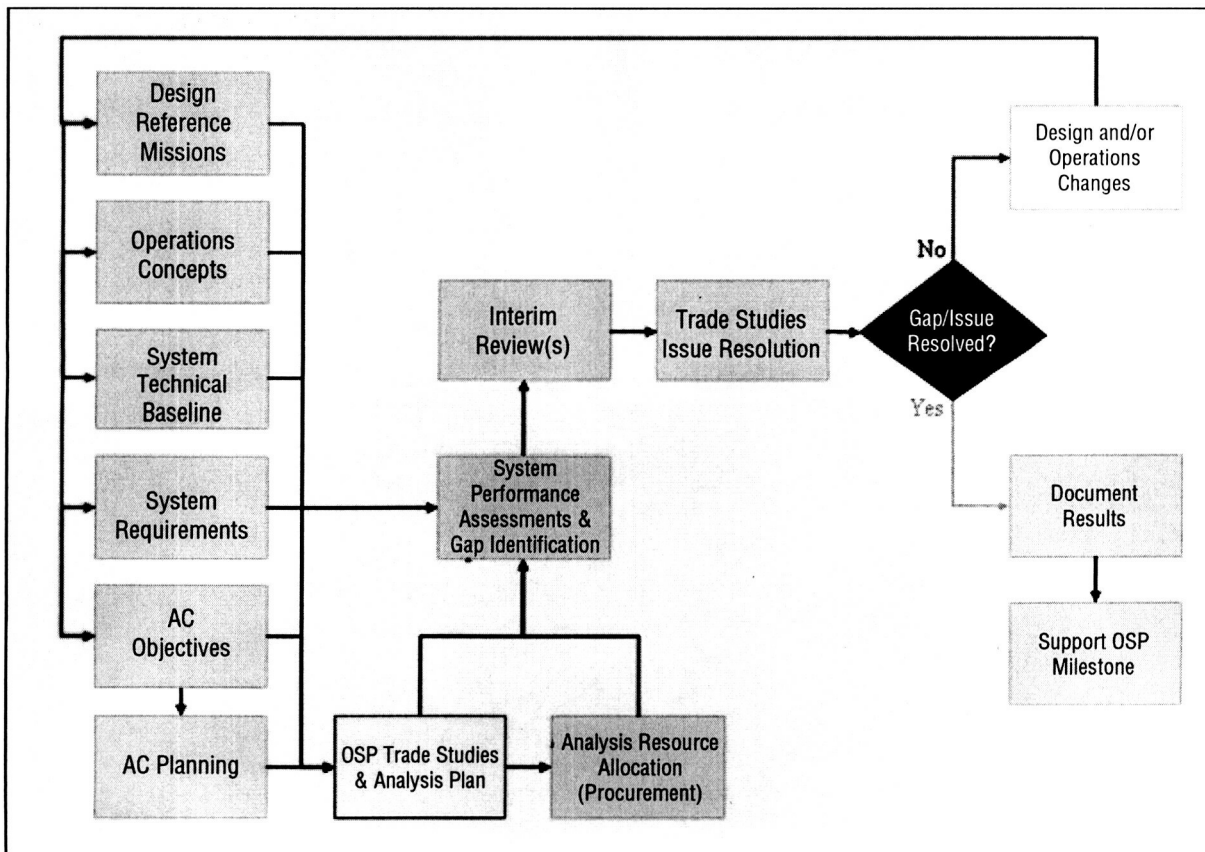 Design
Reference
Missions
Operations
Concepts
System
Technical
Baseline
System
Requirements
AC
Objectives
AC Planning
Interim
Review(s)
System
Performance
Assessments &
Gap Identification
OSP Trade Studies
& Analysis Plan
Analysis Resource
Allocation
(Procurement)
Trade Studies
Issue Resolution
Gap/Issue
Resolved?
No
Yes
Design and/or
Operations
Changes
Document
Results
Support OSP
Milestone